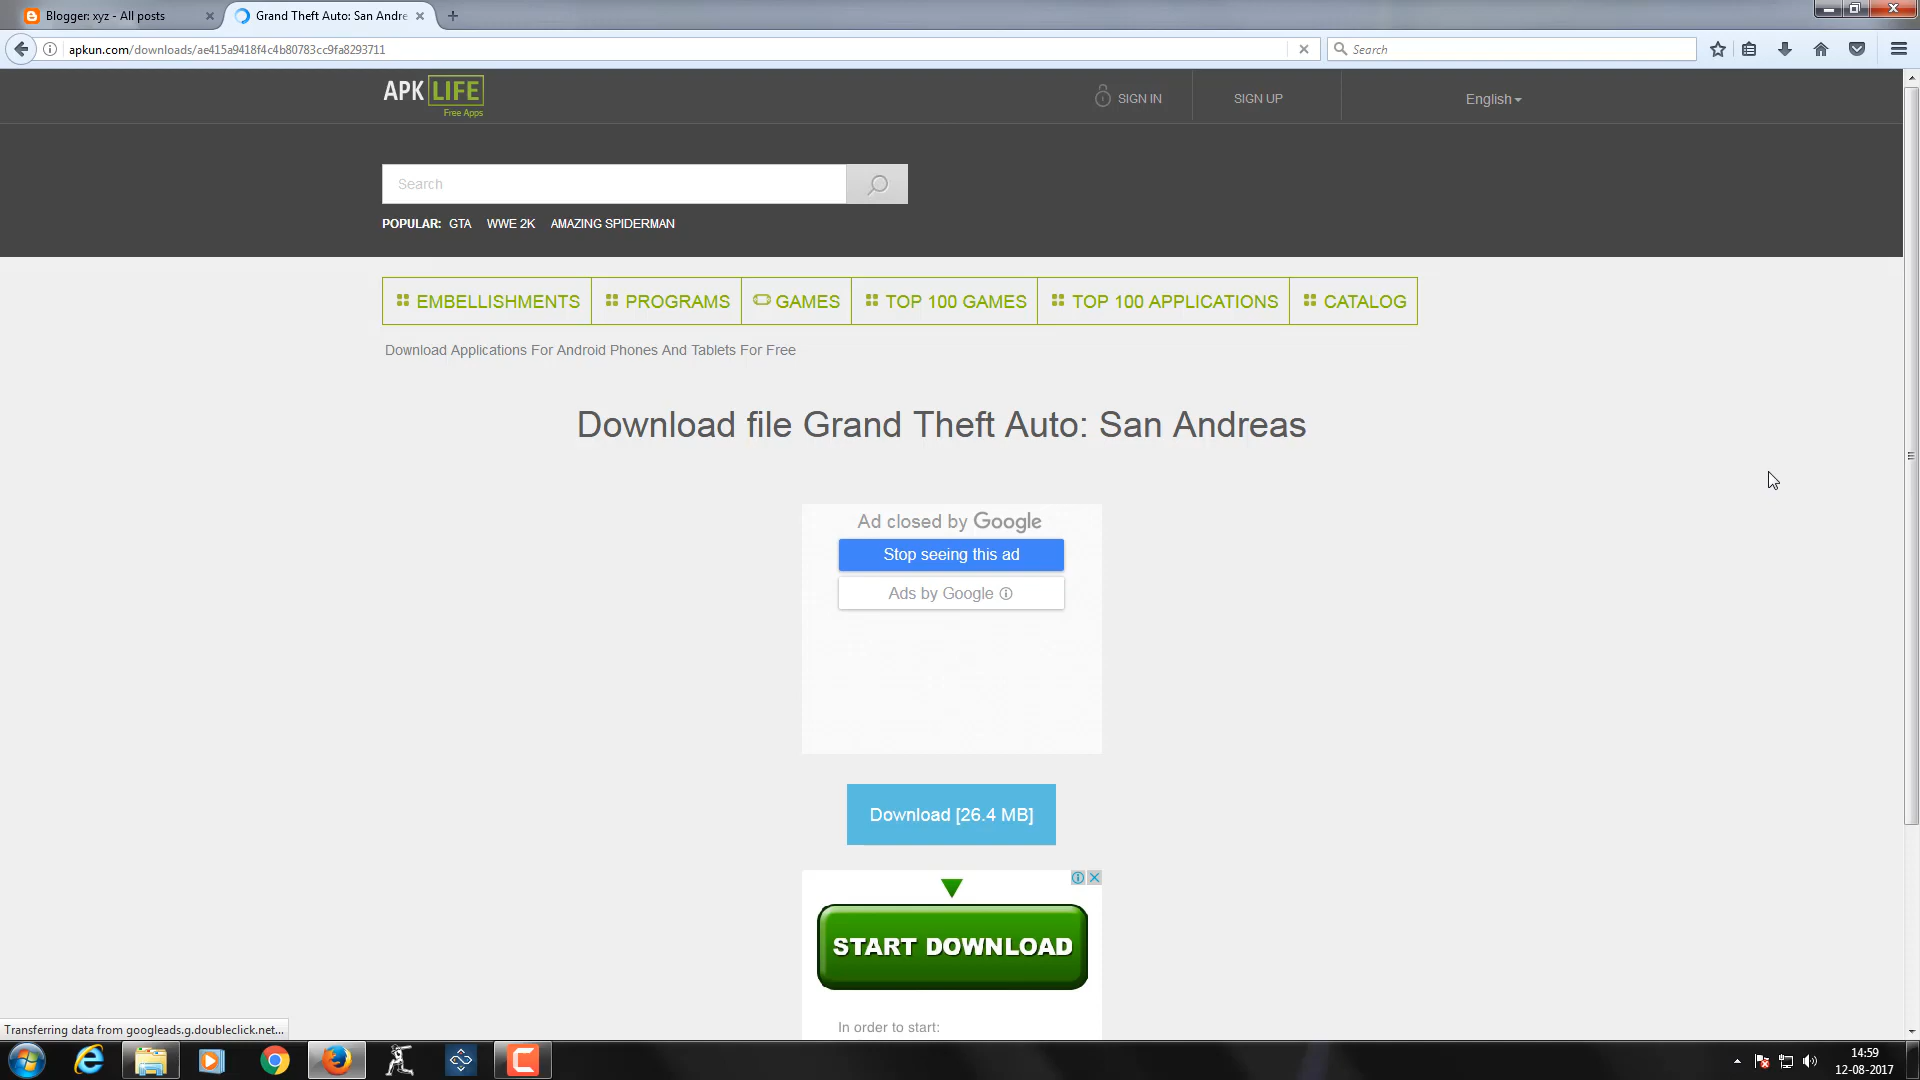 Blogger: xyz - All posts
Grand Theft Auto: San Andre
apkun.com/downloads/ae415a9418f4c4b80783cc9fa8293711
Search
APK LIFE
Free Apps
SIGN IN
SIGN UP
English
Search
POPULAR: GTA WWE 2K AMAZING SPIDERMAN
EMBELLISHMENTS PROGRAMS GAMES TOP 100 GAMES TOP 100 APPLICATIONS CATALOG
Download Applications For Android Phones And Tablets For Free
Download file Grand Theft Auto: San Andreas
Ad closed by Google
Stop seeing this ad
Ads by Google
Download [26.4 MB]
START DOWNLOAD
In order to start:
Transferring data from googleads.g.doubleclick.net...
14:59
12-08-2017